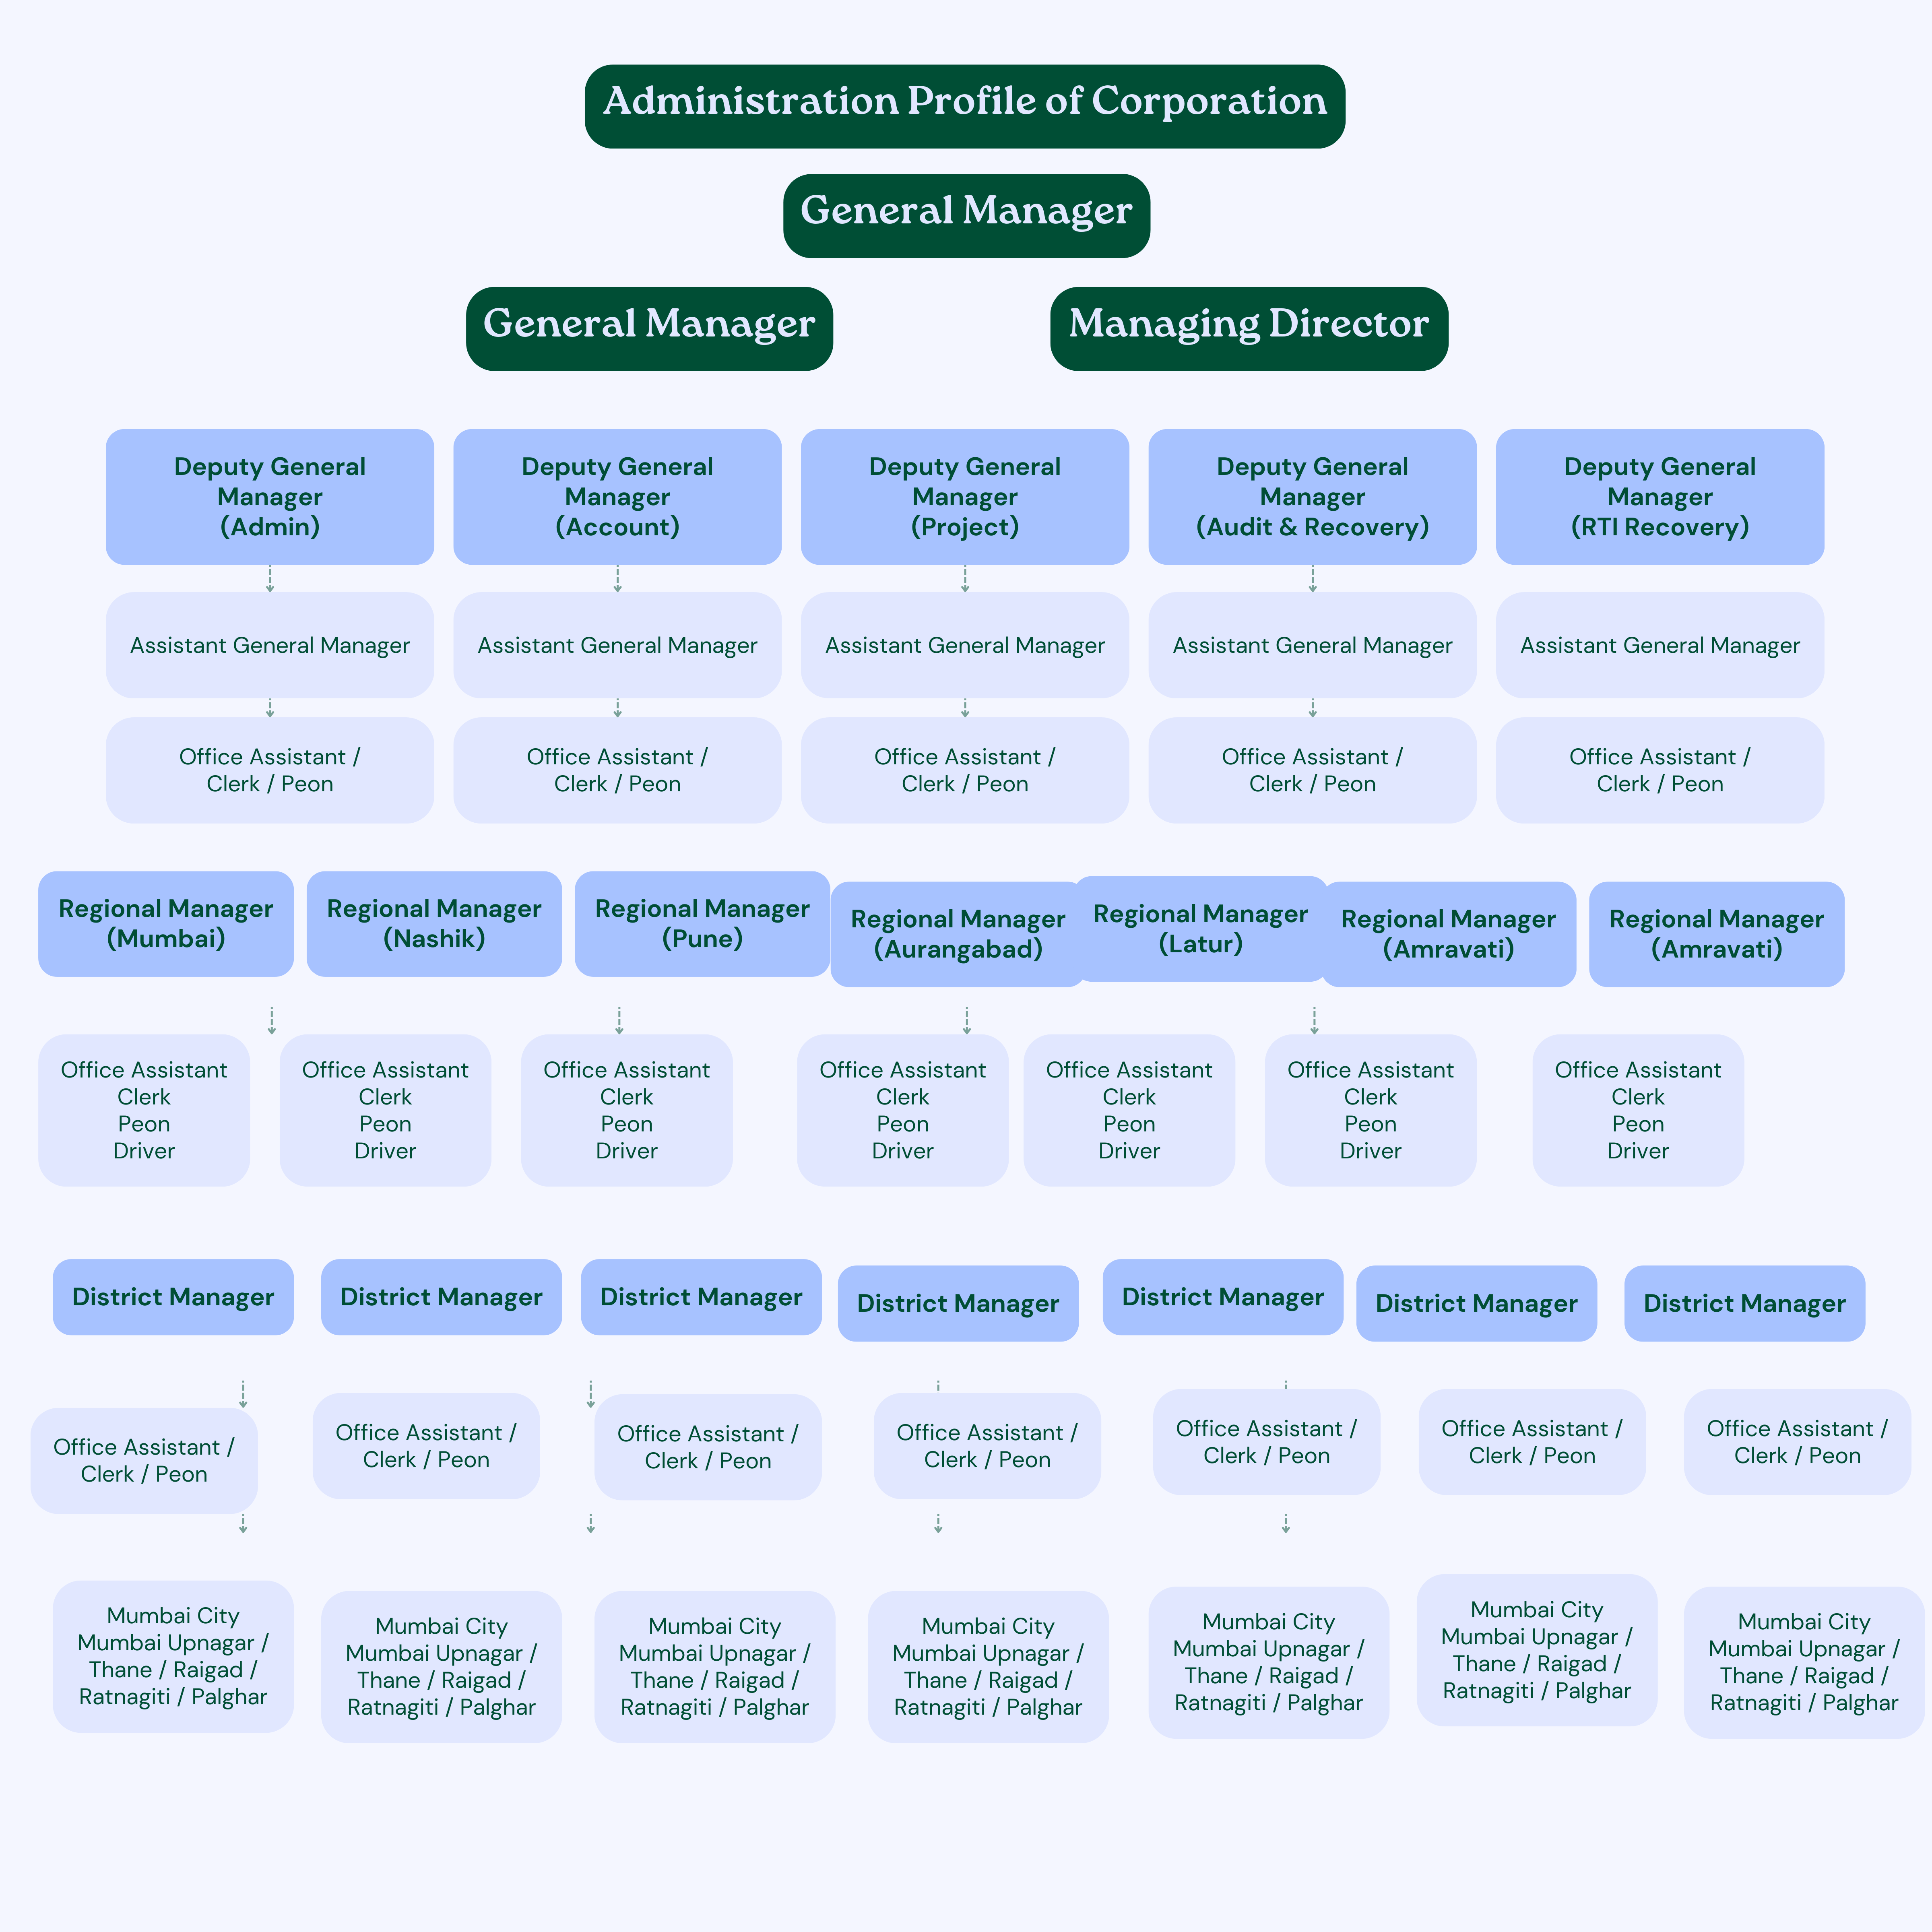 Administration Profile of Corporation
General Manager
General Manager
Managing Director
Deputy General
Manager
(Admin)
Deputy General
Manager
(Account)
Deputy General
Manager
(Project)
Deputy General
Manager
(Audit & Recovery)
Deputy General
Manager
(RTI Recovery)
Assistant General Manager
Assistant General Manager
Assistant General Manager
Assistant General Manager
Assistant General Manager
Office Assistant /
Clerk / Peon
Office Assistant /
Clerk / Peon
Office Assistant /
Clerk / Peon
Office Assistant /
Clerk / Peon
Office Assistant /
Clerk / Peon
Regional Manager
(Mumbai)
Regional Manager
(Nashik)
Regional Manager
(Pune)
Regional Manager
(Aurangabad)
Regional Manager
(Latur)
Regional Manager
(Amravati)
Regional Manager
(Amravati)
Office Assistant
Clerk
Peon
Driver
Office Assistant
Clerk
Peon
Driver
Office Assistant
Clerk
Peon
Driver
Office Assistant
Clerk
Peon
Driver
Office Assistant
Clerk
Peon
Driver
Office Assistant
Clerk
Peon
Driver
Office Assistant
Clerk
Peon
Driver
District Manager
District Manager
District Manager
District Manager
District Manager
District Manager
District Manager
Office Assistant /
Clerk / Peon
Office Assistant /
Clerk / Peon
Office Assistant /
Clerk / Peon
Office Assistant /
Clerk / Peon
Office Assistant /
Clerk / Peon
Office Assistant /
Clerk / Peon
Office Assistant /
Clerk / Peon
Mumbai City
Mumbai Upnagar /
Thane / Raigad /
Ratnagiti / Palghar
Mumbai City
Mumbai Upnagar /
Thane / Raigad /
Ratnagiti / Palghar
Mumbai City
Mumbai Upnagar /
Thane / Raigad /
Ratnagiti / Palghar
Mumbai City
Mumbai Upnagar /
Thane / Raigad /
Ratnagiti / Palghar
Mumbai City
Mumbai Upnagar /
Thane / Raigad /
Ratnagiti / Palghar
Mumbai City
Mumbai Upnagar /
Thane / Raigad /
Ratnagiti / Palghar
Mumbai City
Mumbai Upnagar /
Thane / Raigad /
Ratnagiti / Palghar